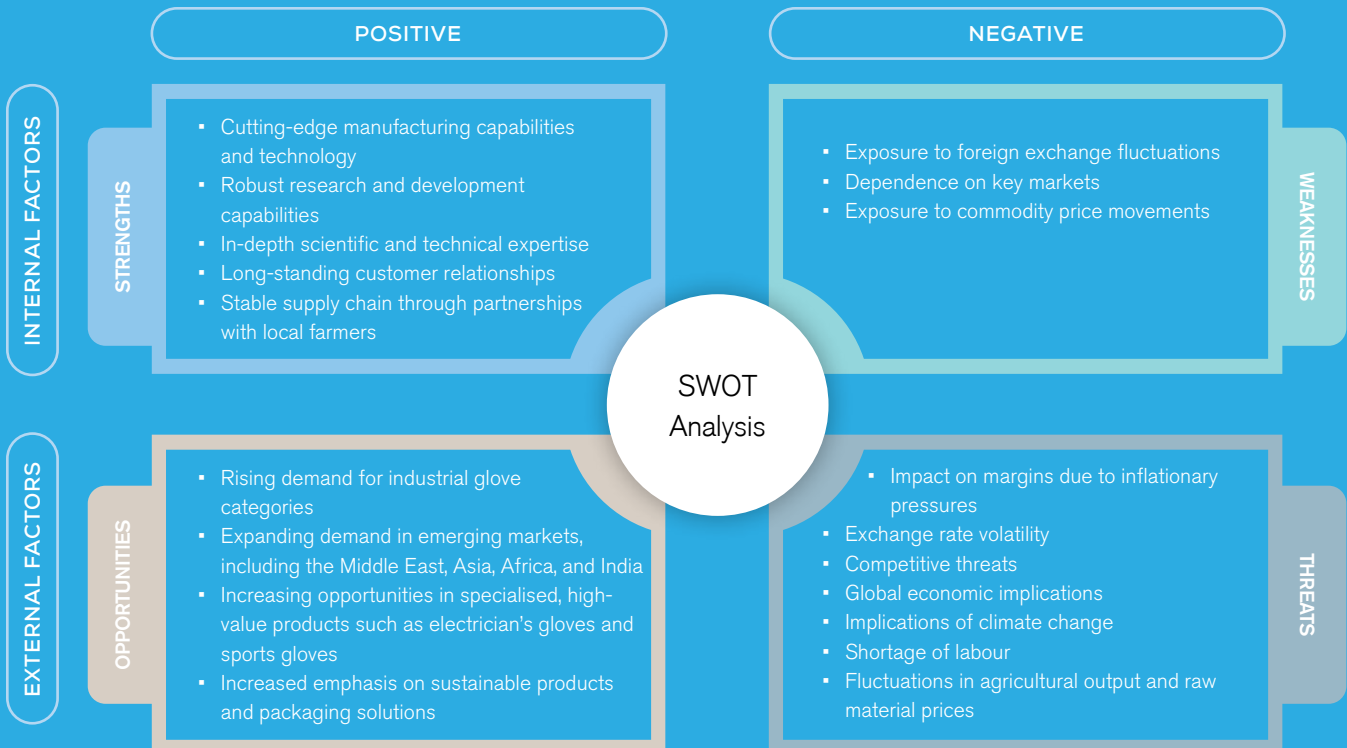 POSITIVE
NEGATIVE
INTERNAL FACTORS
STRENGTHS
▪ Cutting-edge manufacturing capabilities
and technology
▪ Robust research and development
capabilities
▪ In-depth scientific and technical expertise
▪ Long-standing customer relationships
▪ Stable supply chain through partnerships
with local farmers
▪ Exposure to foreign exchange fluctuations
▪ Dependence on key markets
▪ Exposure to commodity price movements
WEAKNESSES
SWOT
Analysis
EXTERNAL FACTORS
OPPORTUNITIES
▪ Rising demand for industrial glove
categories
▪ Expanding demand in emerging markets,
including the Middle East, Asia, Africa, and India
▪ Increasing opportunities in specialised, high-
value products such as electrician's gloves and
sports gloves
▪ Increased emphasis on sustainable products
and packaging solutions
▪ Impact on margins due to inflationary
pressures
▪ Exchange rate volatility
▪ Competitive threats
▪ Global economic implications
▪ Implications of climate change
▪ Shortage of labour
▪ Fluctuations in agricultural output and raw
material prices
THREATS